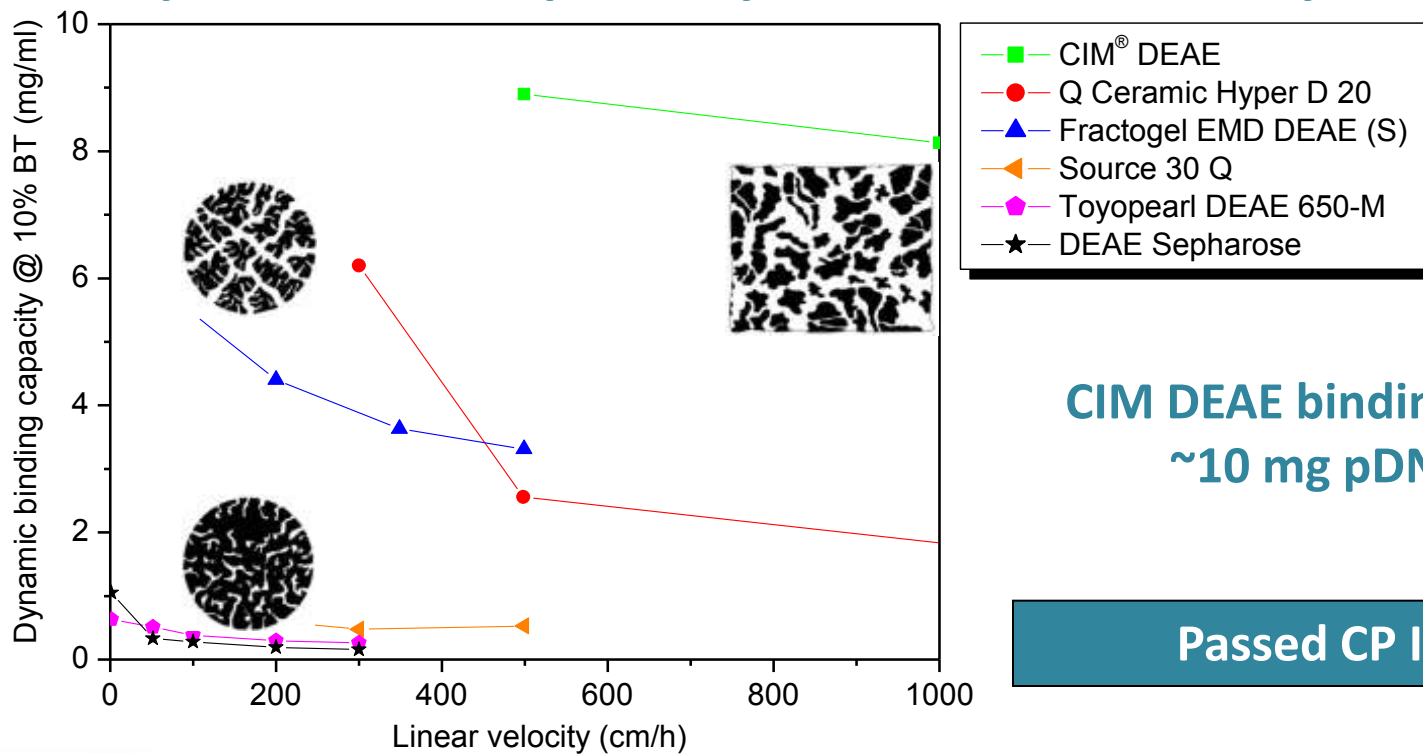 10
8
6
4
2
0
0
200
400
600
800
1000
Dynamic binding capacity @ 10% BT (mg/ml)
Linear velocity (cm/h)
CIM® DEAE
Q Ceramic Hyper D 20
Fractogel EMD DEAE (S)
Source 30 Q
Toyopearl DEAE 650-M
DEAE Sepharose
CIM DEAE bindin
~10 mg pDN
Passed CP l